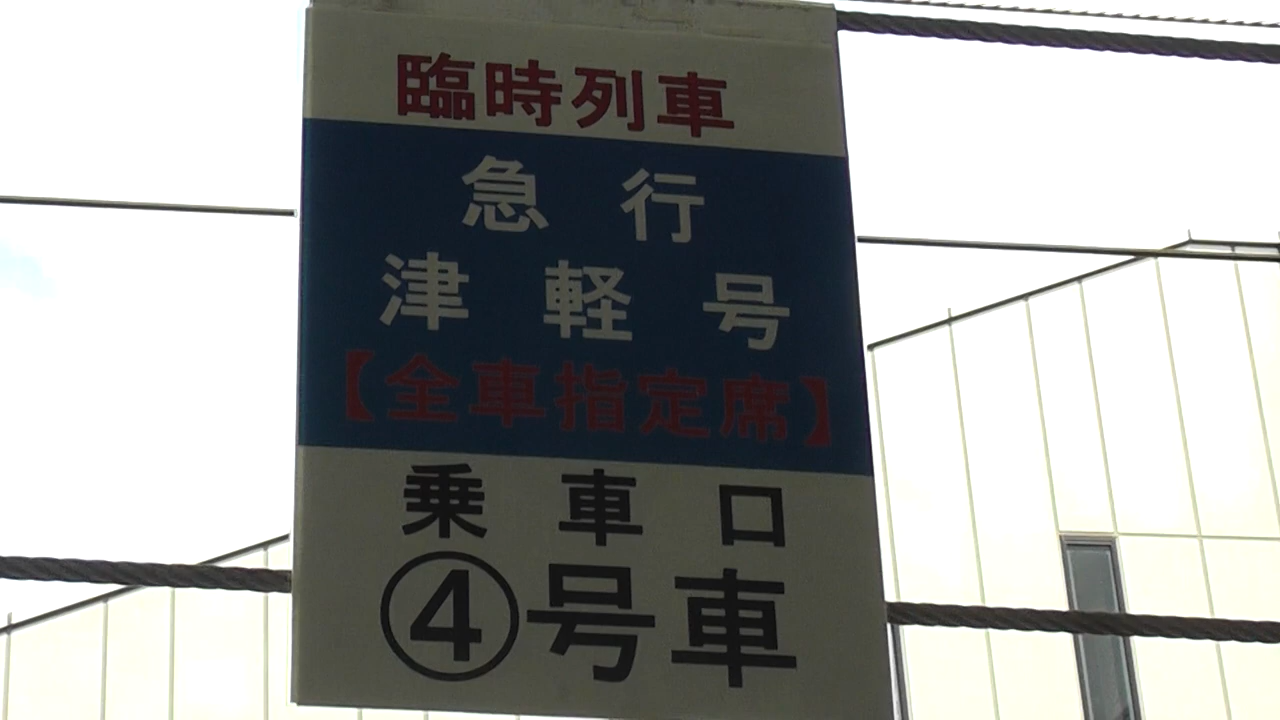 臨時列車
急行
津軽号
【全車指定席】
乗車口
④号車